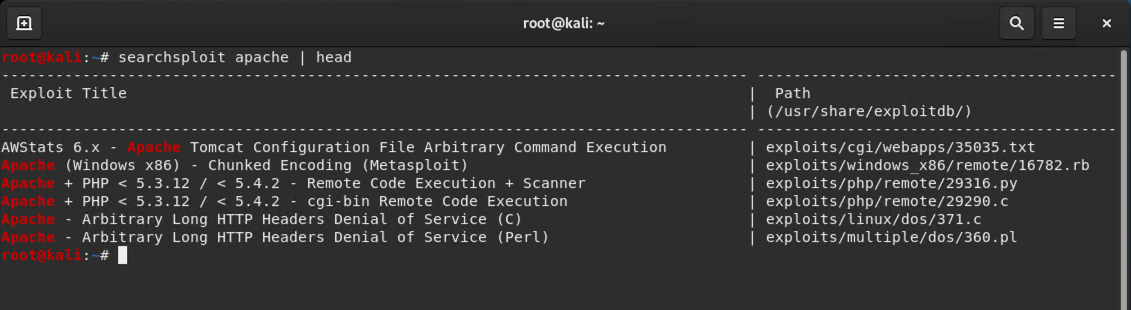 root@kali: ~
root@kali:~# searchsploit apache | head
----------------------------------------------------------------------------------- ----------------------------------------
 Exploit Title                                                                     |  Path
                                                                                   | (/usr/share/exploitdb/)
----------------------------------------------------------------------------------- ----------------------------------------
AWStats 6.x - Apache Tomcat Configuration File Arbitrary Command Execution         | exploits/cgi/webapps/35035.txt
Apache (Windows x86) - Chunked Encoding (Metasploit)                               | exploits/windows_x86/remote/16782.rb
Apache + PHP < 5.3.12 / < 5.4.2 - Remote Code Execution + Scanner                  | exploits/php/remote/29316.py
Apache + PHP < 5.3.12 / < 5.4.2 - cgi-bin Remote Code Execution                    | exploits/php/remote/29290.c
Apache - Arbitrary Long HTTP Headers Denial of Service (C)                         | exploits/linux/dos/371.c
Apache - Arbitrary Long HTTP Headers Denial of Service (Perl)                      | exploits/multiple/dos/360.pl
root@kali:~#